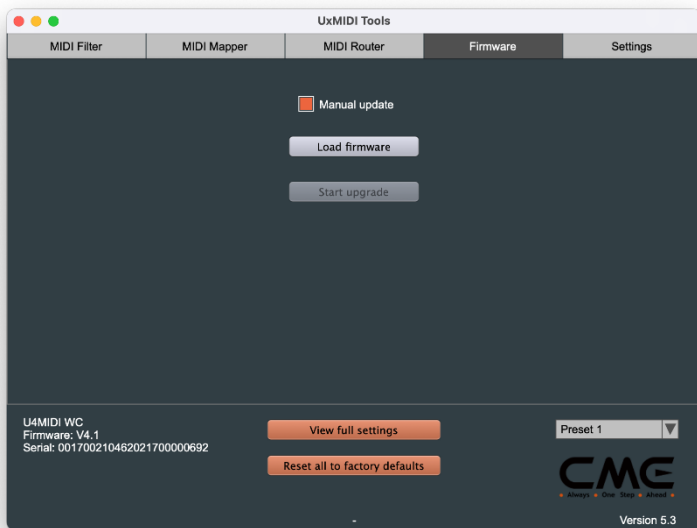 UxMIDI Tools
MIDI Filter
MIDI Mapper
MIDI Router
Firmware
Settings
Manual update
Load firmware
Start upgrade
U4MIDI WC
Firmware: V4.1
Serial: 001700210462021700000692
View full settings
Reset all to factory defaults
Preset 1
CME
Always One Step Ahead
-
Version 5.3